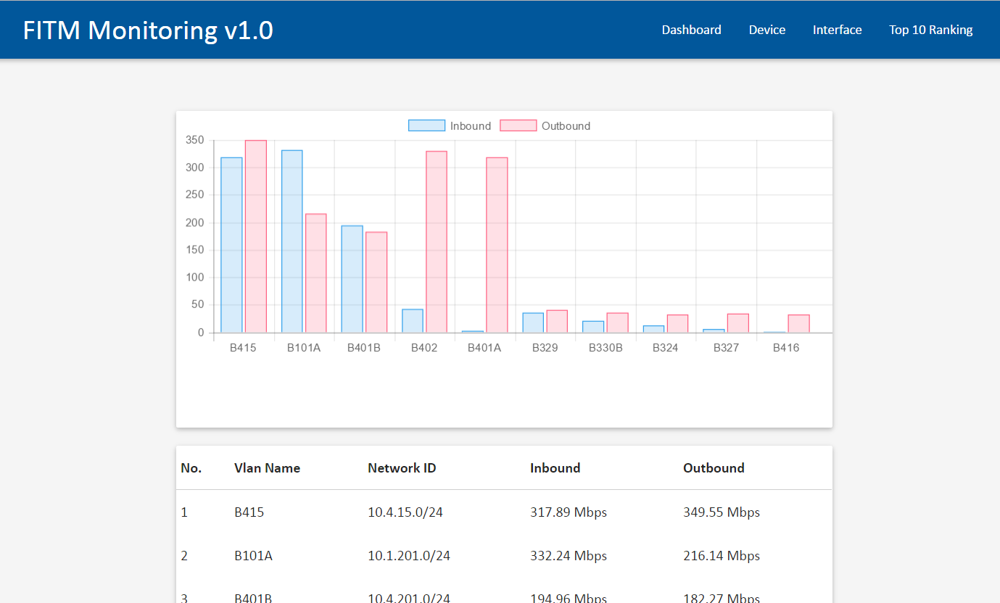 FITM Monitoring v1.0 Dashboard Device Interface Top 10 Ranking
Inbound Outbound
350
300
250
200
150
100
50
0
B415 B101A B401B B402 B401A B329 B330B B324 B327 B416
No. Vlan Name Network ID Inbound Outbound
1 B415 10.4.15.0/24 317.89 Mbps 349.55 Mbps
2 B101A 10.1.201.0/24 332.24 Mbps 216.14 Mbps
3 B401B 10.4.201.0/24 194.96 Mbps 182.27 Mbps